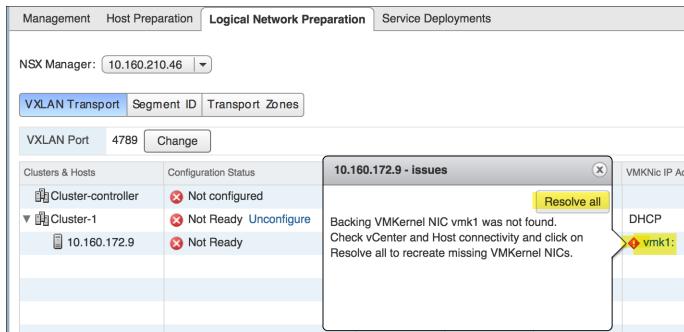 Management Host Preparation Logical Network Preparation Service Deployments
NSX Manager: 10.160.210.46
VXLAN Transport Segment ID Transport Zones
VXLAN Port 4789 Change
Clusters & Hosts Configuration Status 10.160.172.9 - issues VMKNic IP Ad
Cluster-controller Not configured Resolve all
Cluster-1 Not Ready Unconfigure Backing VMKernel NIC vmk1 was not found. DHCP
10.160.172.9 Not Ready Check vCenter and Host connectivity and click on vmk1:
Resolve all to recreate missing VMKernel NICs.